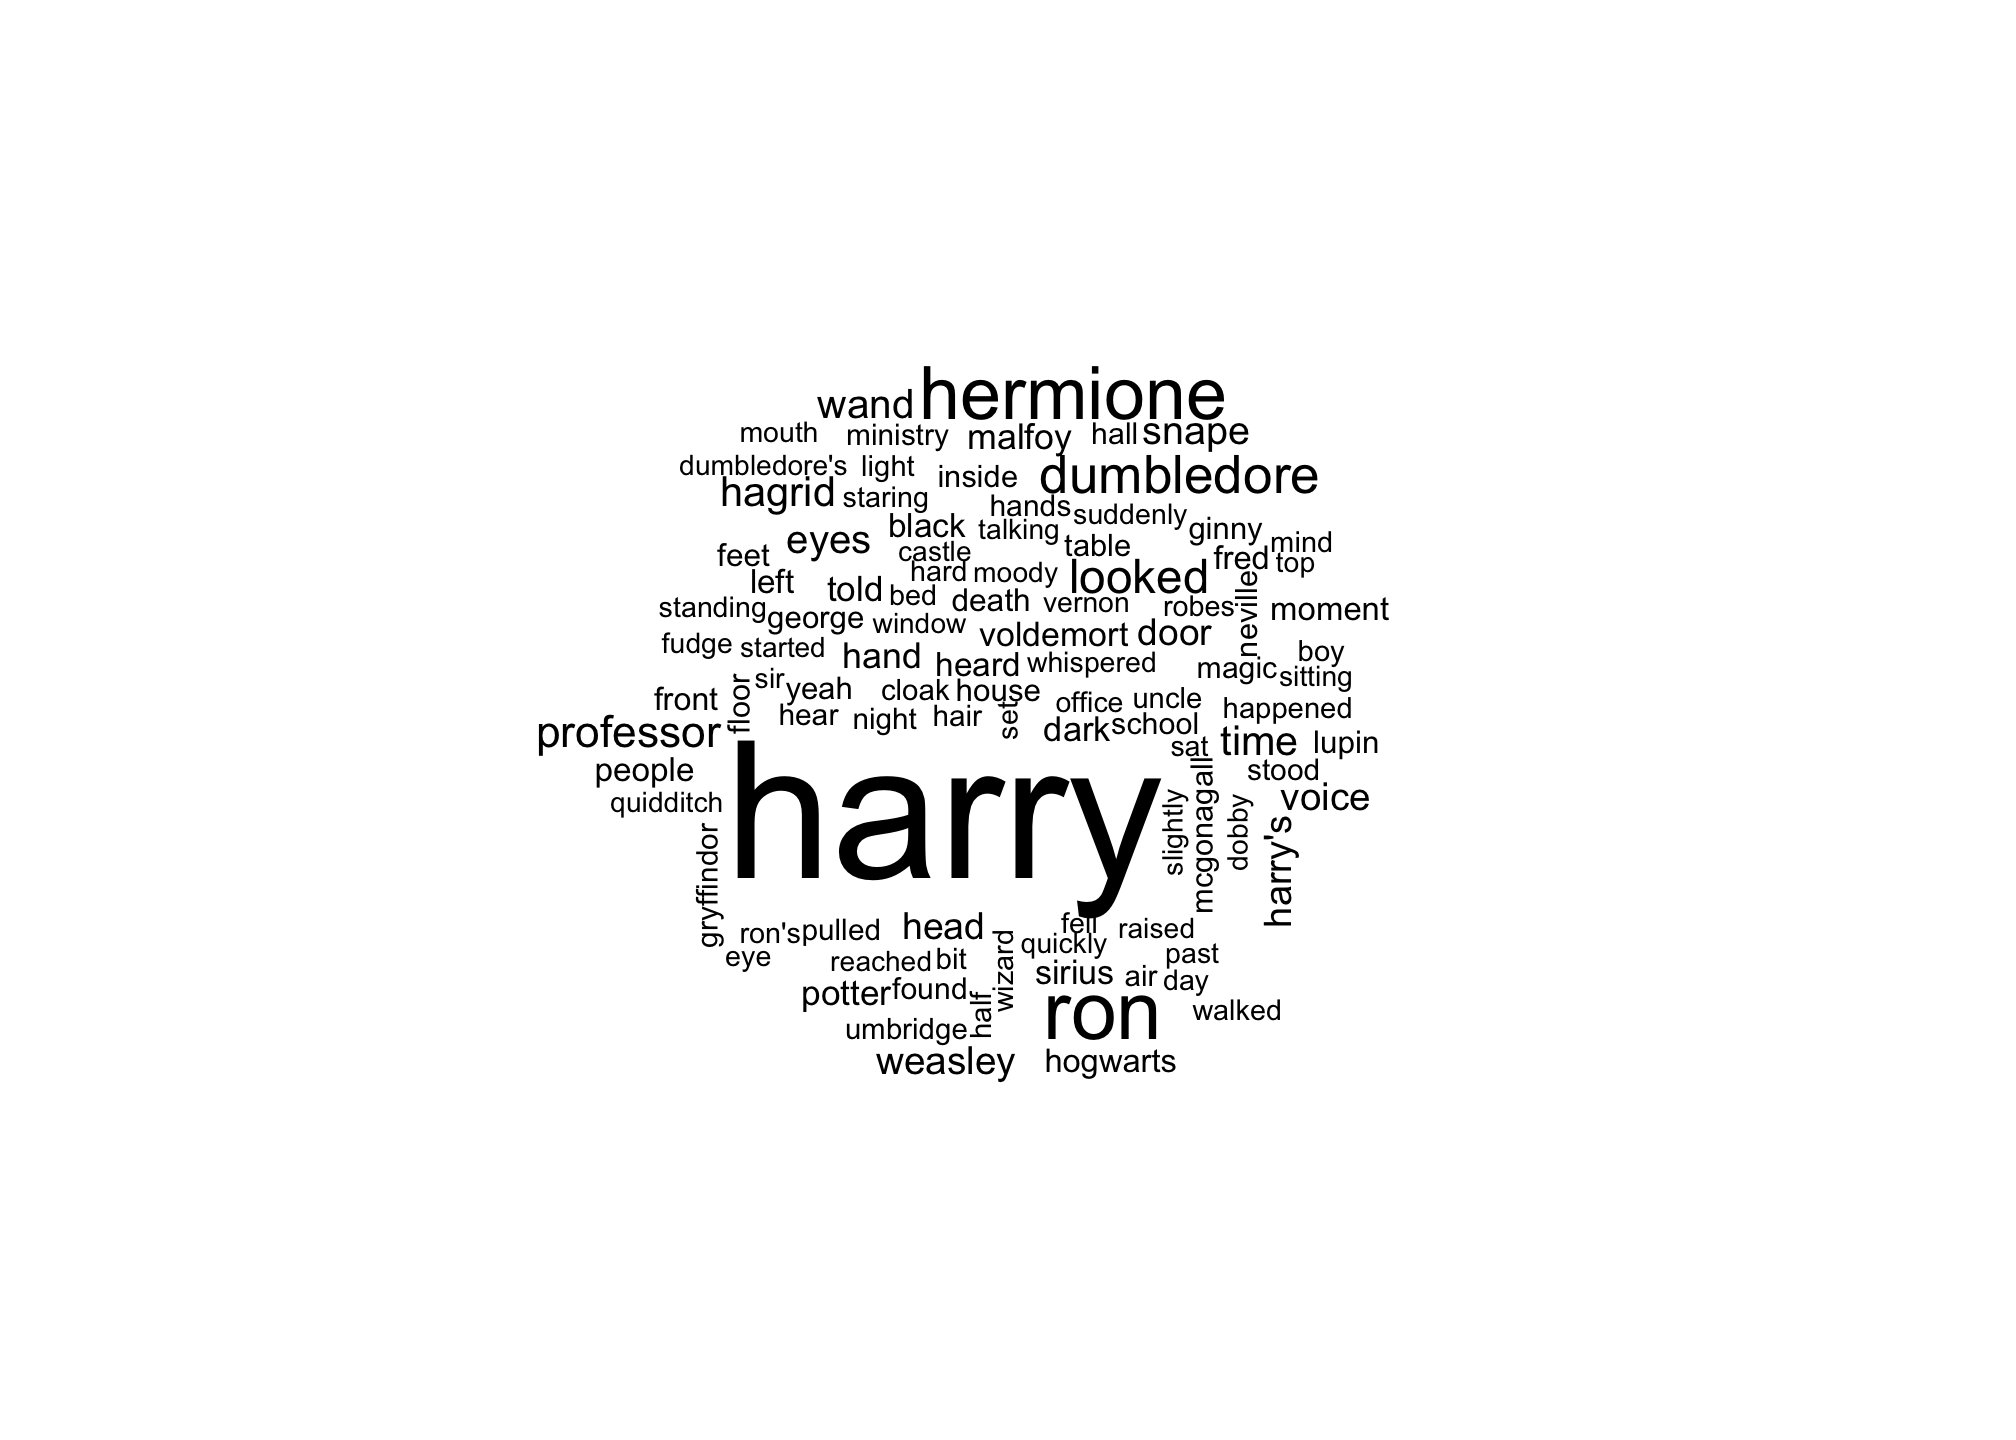 wand hermione
mouth ministry malfoy hall snape
dumbledore's light inside dumbledore
hagrid staring hands suddenly
eyes black talking table ginny mind
feet castle hard moody looked fred top
left told bed death vernon robes neville moment
standing george window voldemort door
fudge started hand heard whispered magic boy sitting
front floor sir yeah cloak house office uncle happened
professor hear night hair set dark school time lupin
people sat stood
quidditch harry slightly mcgonagall dobby harry's voice
gryffindor ron's pulled head fell raised
eye reached bit wizard quickly past
potter found half sirius air day
umbridge ron walked
weasley hogwarts